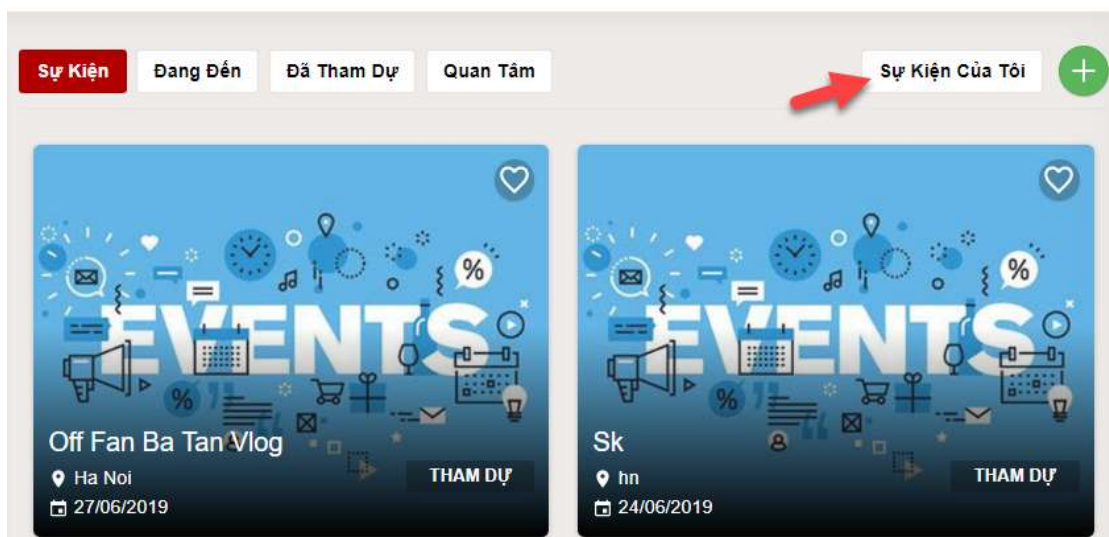 Sự Kiện Đang Đến Đã Tham Dự Quan Tâm Sự Kiện Của Tôi
%
%
EVENTS
%
Off Fan Ba Tan Vlog
Ha Noi
THAM DỰ
27/06/2019
%
%
EVENTS
%
Sk
hn
THAM DỰ
24/06/2019